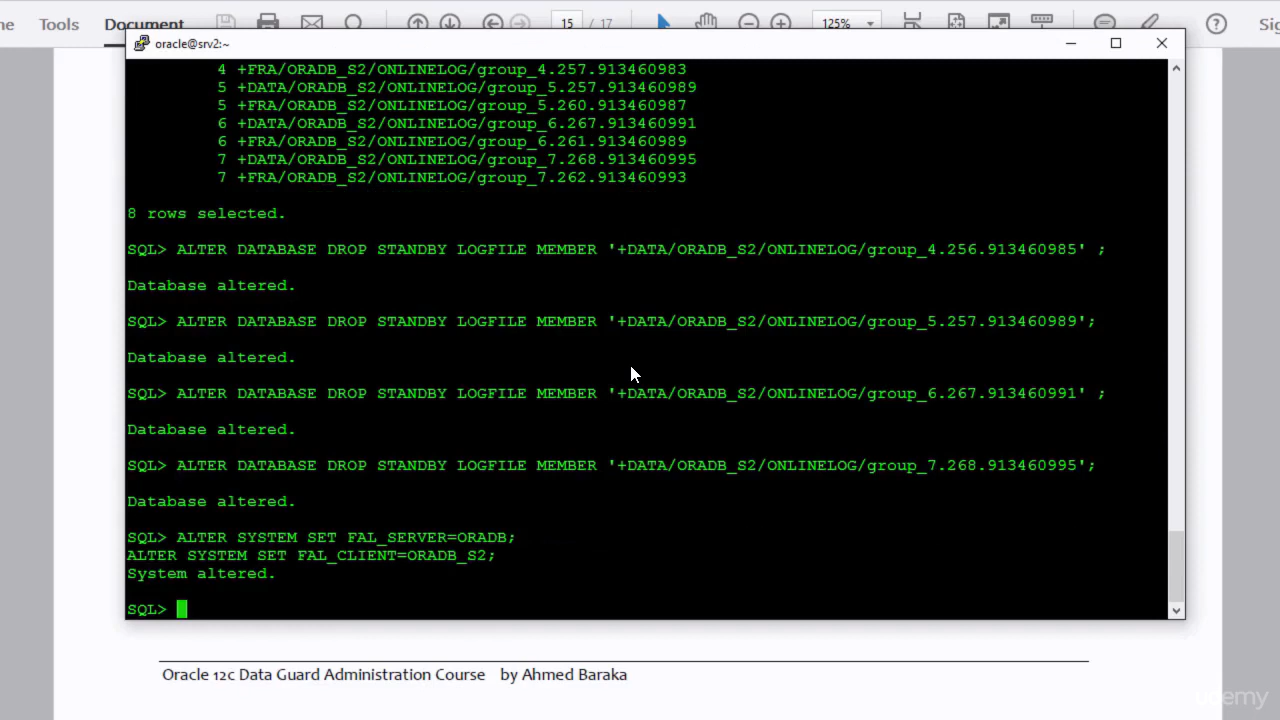 me
Tools
Document
15 / 17
125%
Sig
oracle@srv2:~
4 +FRA/ORADB_S2/ONLINELOG/group_4.257.913460983
5 +DATA/ORADB_S2/ONLINELOG/group_5.257.913460989
5 +FRA/ORADB_S2/ONLINELOG/group_5.260.913460987
6 +DATA/ORADB_S2/ONLINELOG/group_6.267.913460991
6 +FRA/ORADB_S2/ONLINELOG/group_6.261.913460989
7 +DATA/ORADB_S2/ONLINELOG/group_7.268.913460995
7 +FRA/ORADB_S2/ONLINELOG/group_7.262.913460993
8 rows selected.
SQL> ALTER DATABASE DROP STANDBY LOGFILE MEMBER '+DATA/ORADB_S2/ONLINELOG/group_4.256.913460985' ;
Database altered.
SQL> ALTER DATABASE DROP STANDBY LOGFILE MEMBER '+DATA/ORADB_S2/ONLINELOG/group_5.257.913460989';
Database altered.
SQL> ALTER DATABASE DROP STANDBY LOGFILE MEMBER '+DATA/ORADB_S2/ONLINELOG/group_6.267.913460991' ;
Database altered.
SQL> ALTER DATABASE DROP STANDBY LOGFILE MEMBER '+DATA/ORADB_S2/ONLINELOG/group_7.268.913460995';
Database altered.
SQL> ALTER SYSTEM SET FAL_SERVER=ORADB;
ALTER SYSTEM SET FAL_CLIENT=ORADB_S2;
System altered.
SQL>
Oracle 12c Data Guard Administration Course by Ahmed Baraka
udemy